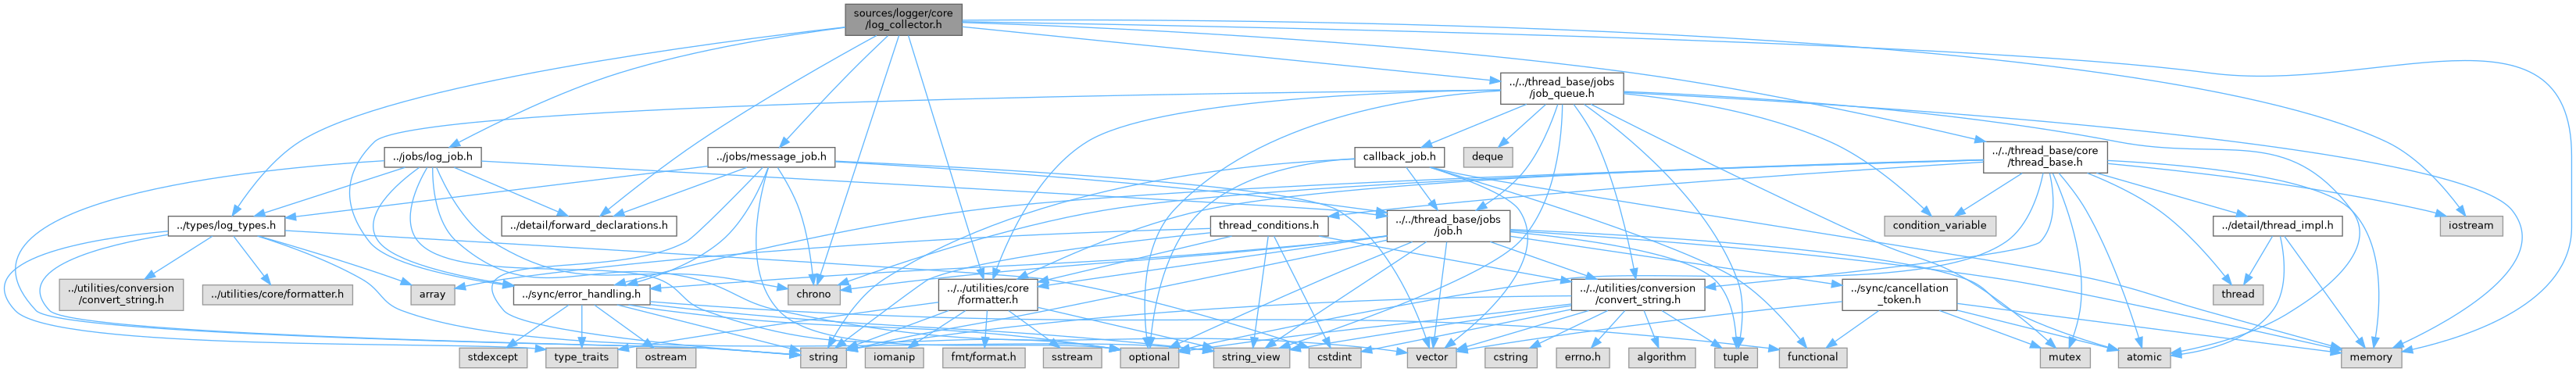 sources/logger/core
/log_collector.h
../../thread_base/jobs
/job_queue.h
../jobs/log_job.h
../jobs/message_job.h
callback_job.h
deque
../../thread_base/core
/thread_base.h
../types/log_types.h
../detail/forward_declarations.h
thread_conditions.h
../../thread_base/jobs
/job.h
condition_variable
../detail/thread_impl.h
iostream
../utilities/conversion
/convert_string.h
../utilities/core/formatter.h
array
../sync/error_handling.h
chrono
../../utilities/core
/formatter.h
../../utilities/conversion
/convert_string.h
../sync/cancellation
_token.h
thread
stdexcept
type_traits
ostream
string
iomanip
fmt/format.h
sstream
optional
string_view
cstdint
vector
cstring
errno.h
algorithm
tuple
functional
mutex
atomic
memory